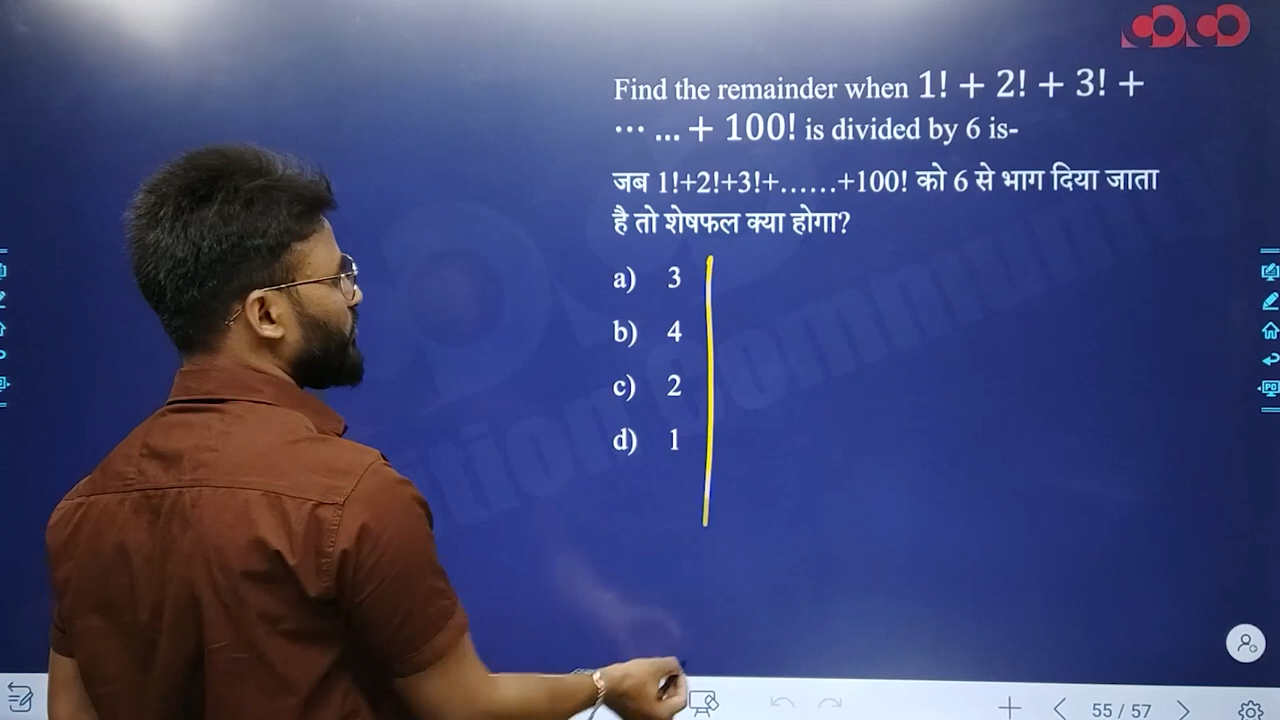 Find the remainder when 1! + 2! + 3! +
⋯ … + 100! is divided by 6 is-
जब 1!+2!+3!+……+100! को 6 से भाग दिया जाता
है तो शेषफल क्या होगा?
a) 3
b) 4
c) 2
d) 1
55 / 57